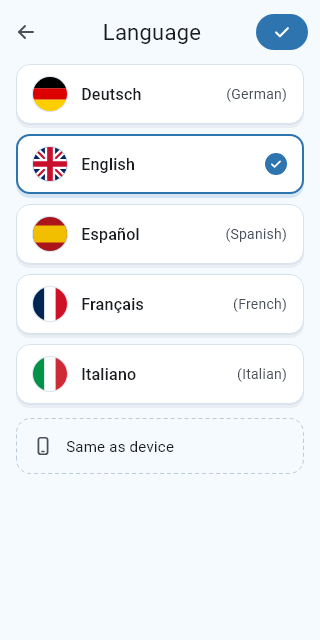 Language
Deutsch (German)
English
Español (Spanish)
Français (French)
Italiano (Italian)
Same as device